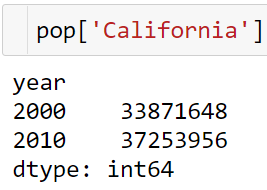 pop['California']
year
2000    33871648
2010    37253956
dtype: int64